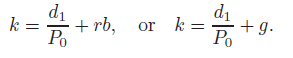 k = d₁/P₀ + rb, or k = d₁/P₀ + g.